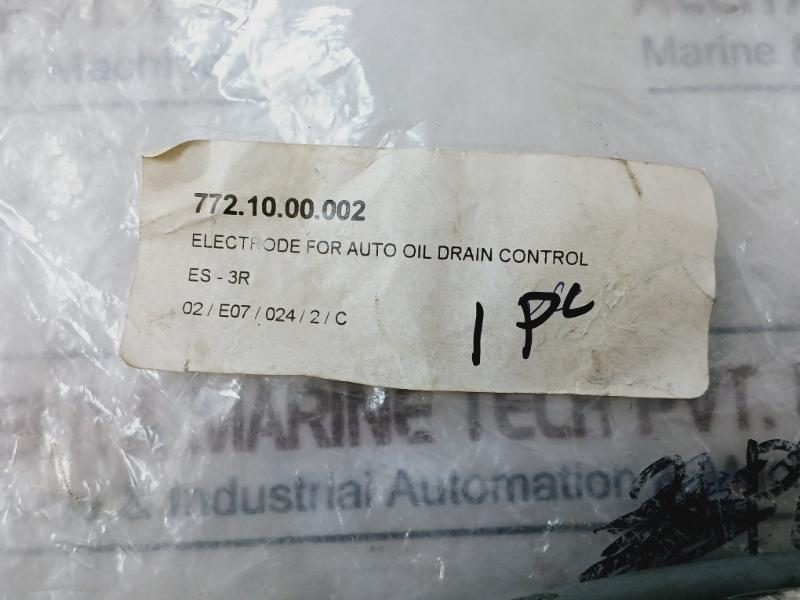 & Machine
Marine &
772.10.00.002
ELECTRODE FOR AUTO OIL DRAIN CONTROL
ES - 3R
02 / E07 / 024 / 2 / C
1 PC
MARINE TECH PVT.
& Industrial Automation